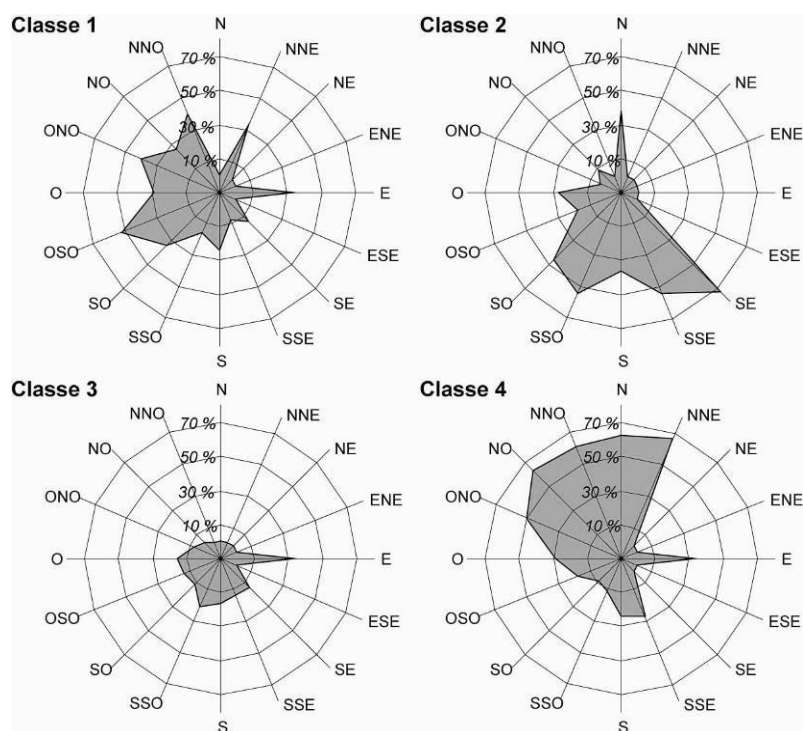 Classe 1
N
NNO
NNE
NO
NE
ONO
ENE
O
E
OSO
ESE
SO
SE
SSO
SSE
S
70 %
50 %
30 %
10 %
Classe 2
N
NNO
NNE
NO
NE
ONO
ENE
O
E
OSO
ESE
SO
SE
SSO
SSE
S
70 %
50 %
30 %
10 %
Classe 3
N
NNO
NNE
NO
NE
ONO
ENE
O
E
OSO
ESE
SO
SE
SSO
SSE
S
70 %
50 %
30 %
10 %
Classe 4
N
NNO
NNE
NO
NE
ONO
ENE
O
E
OSO
ESE
SO
SE
SSO
SSE
S
70 %
50 %
30 %
10 %